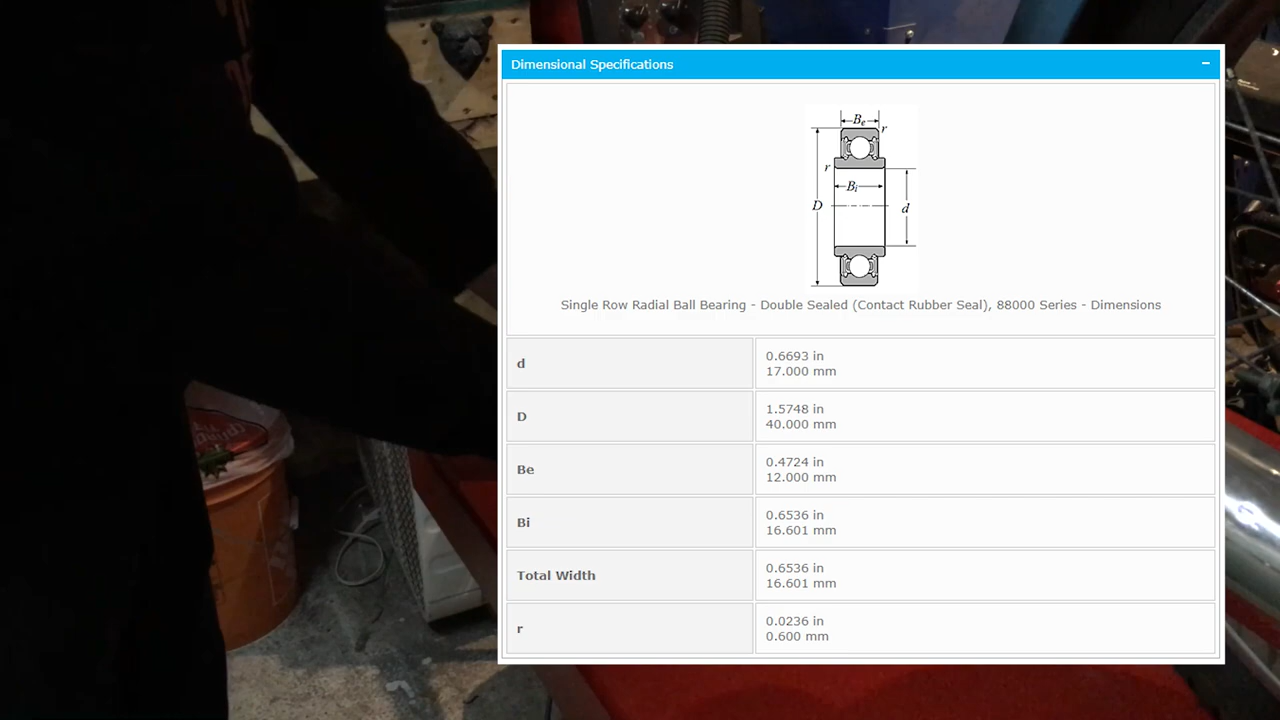 Dimensional Specifications
Be
r
r
Bi
D
d
Single Row Radial Ball Bearing - Double Sealed (Contact Rubber Seal), 88000 Series - Dimensions
d
0.6693 in
17.000 mm
D
1.5748 in
40.000 mm
Be
0.4724 in
12.000 mm
Bi
0.6536 in
16.601 mm
Total Width
0.6536 in
16.601 mm
r
0.0236 in
0.600 mm